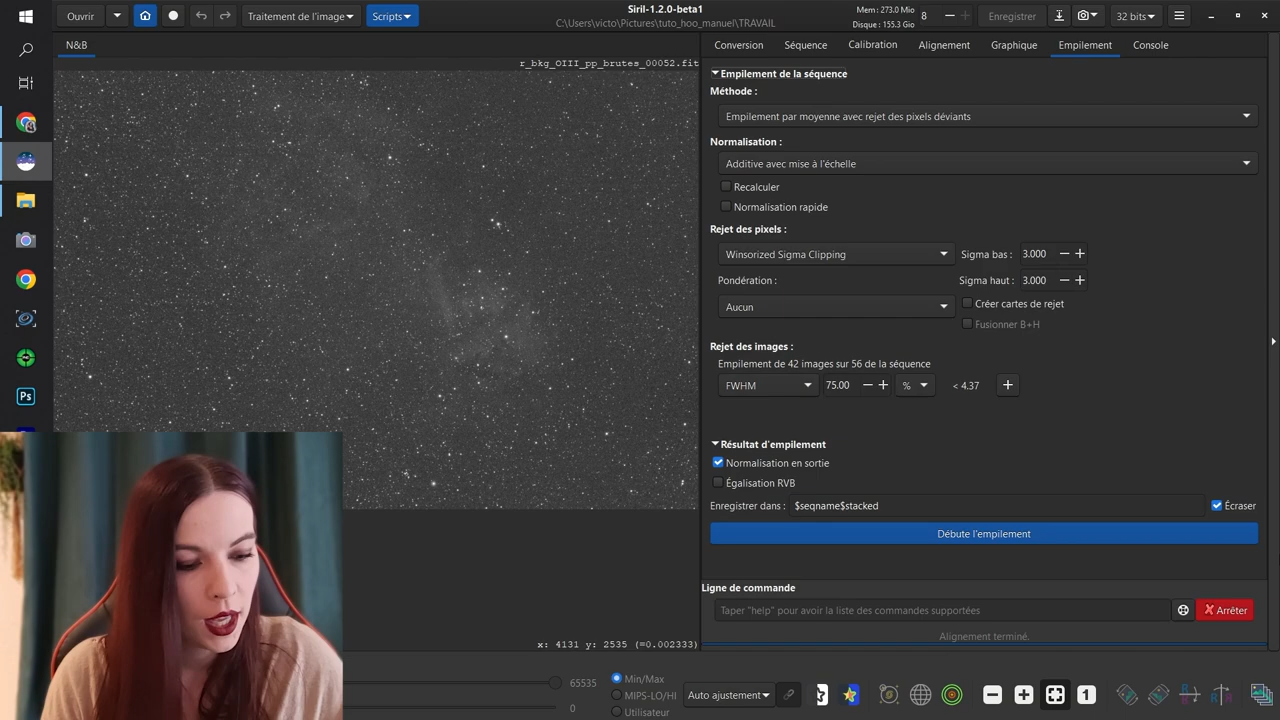 Ouvrir
Traitement de l'image
Scripts
Siril-1.2.0-beta1
C:\Users\victo\Pictures\tuto_hoo_manuel\TRAVAIL
Mem : 273.0 Mio
Disque : 155.3 Gio
8
Enregistrer
32 bits
N&B
Conversion
Séquence
Calibration
Alignement
Graphique
Empilement
Console
r_bkg_OIII_pp_brutes_00052.fit
Empilement de la séquence
Méthode :
Empilement par moyenne avec rejet des pixels déviants
Normalisation :
Additive avec mise à l'échelle
Recalculer
Normalisation rapide
Rejet des pixels :
Winsorized Sigma Clipping
Sigma bas :
3.000
Pondération :
Sigma haut :
3.000
Aucun
Créer cartes de rejet
Fusionner B+H
Rejet des images :
Empilement de 42 images sur 56 de la séquence
FWHM
75.00
%
< 4.37
Résultat d'empilement
Normalisation en sortie
Égalisation RVB
Enregistrer dans :
$seqname$stacked
Écraser
Débute l'empilement
Ligne de commande
Taper "help" pour avoir la liste des commandes supportées
Arrêter
Alignement terminé.
x: 4131 y: 2535 (=0.002333)
65535
0
Min/Max
MIPS-LO/HI
Utilisateur
Auto ajustement
1
Ps